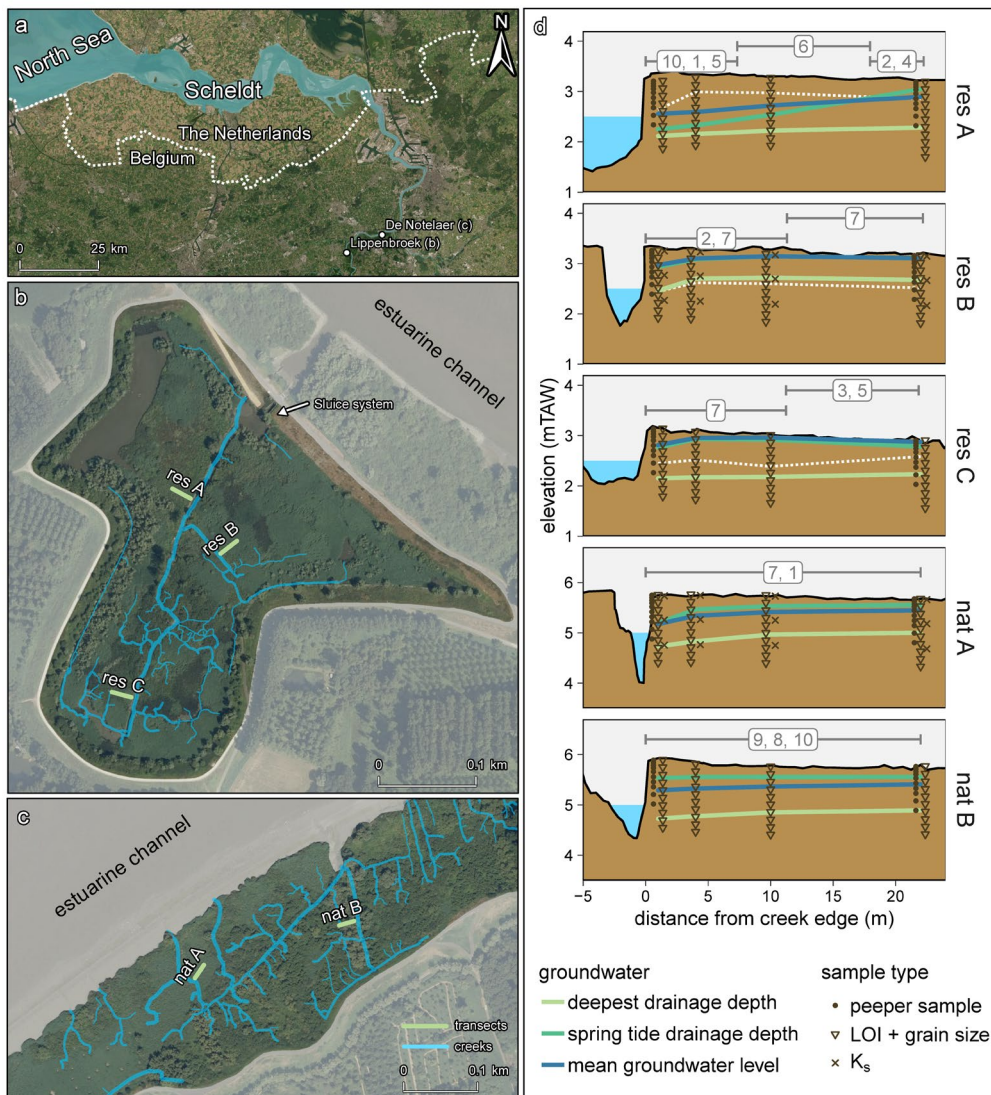 a
North Sea
N
Scheldt
The Netherlands
Belgium
De Notelaer (c)
Lippenbroek (b)
0 25 km
b
estuarine channel
Sluice system
res A
res B
res C
0 0.1 km
c
estuarine channel
nat A
nat B
transects
creeks
0 0.1 km
d
4
3
2
1
10, 1, 5
6
2, 4
res A
4
3
2
1
2, 7
7
res B
elevation (mTAW)
4
3
2
1
7
3, 5
res C
6
5
4
7, 1
nat A
6
5
4
9, 8, 10
nat B
−5 0 5 10 15 20
distance from creek edge (m)
groundwater
deepest drainage depth
spring tide drainage depth
mean groundwater level
sample type
peeper sample
LOI + grain size
Ks